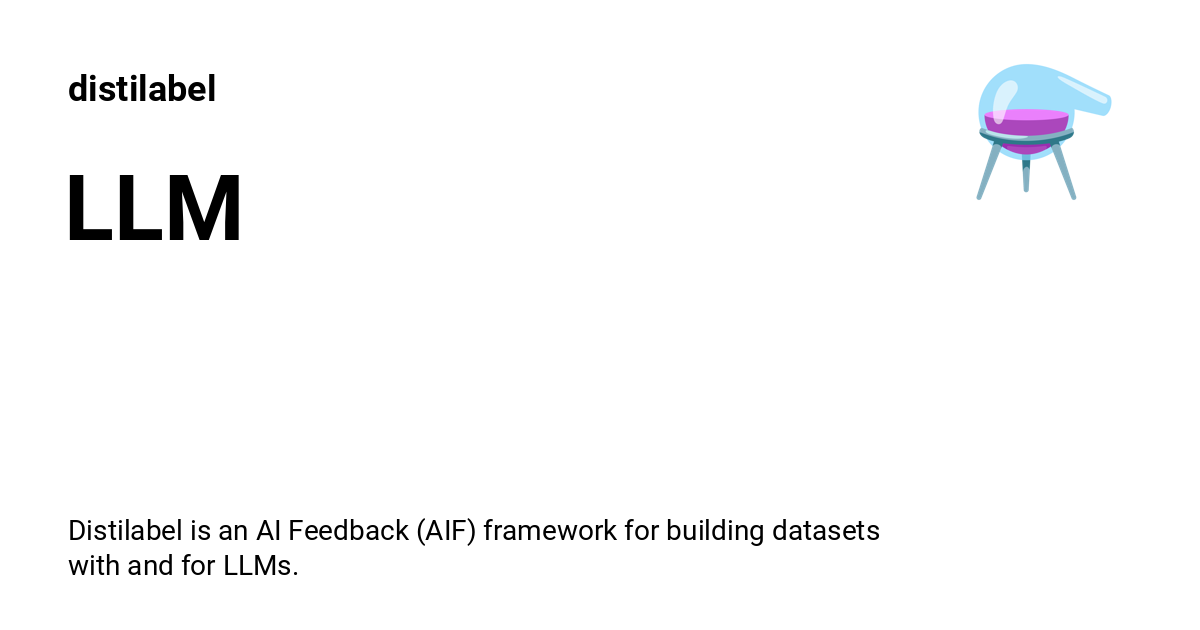 distilabel
LLM
Distilabel is an AI Feedback (AIF) framework for building datasets
with and for LLMs.